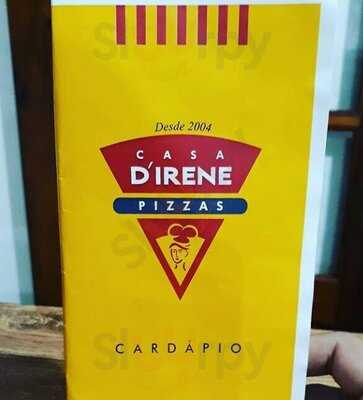 Desde 2004
CASA
D'IRENE
PIZZAS
CARDÁPIO